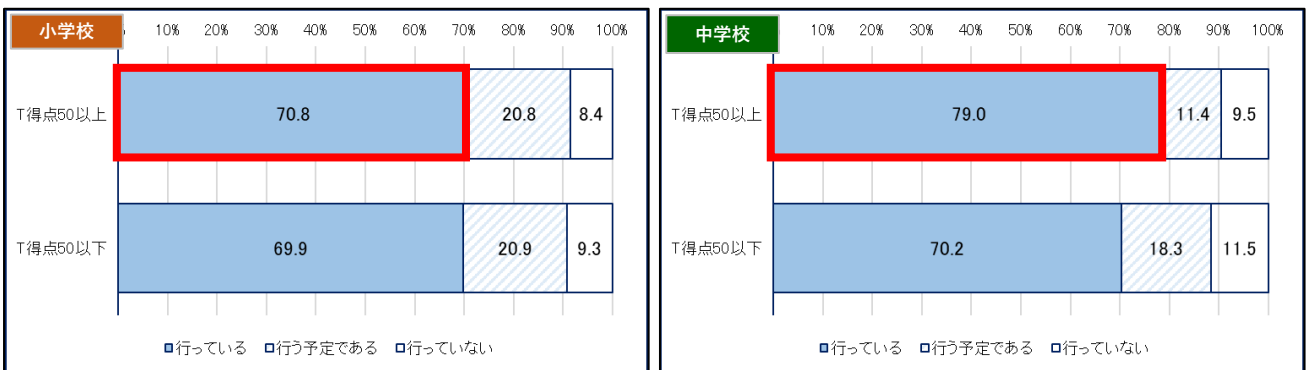 小学校
10% 20% 30% 40% 50% 60% 70% 80% 90% 100%
T得点50以上 70.8 20.8 8.4
T得点50以下 69.9 20.9 9.3
行っている 行う予定である 行っていない
中学校
10% 20% 30% 40% 50% 60% 70% 80% 90% 100%
T得点50以上 79.0 11.4 9.5
T得点50以下 70.2 18.3 11.5
行っている 行う予定である 行っていない